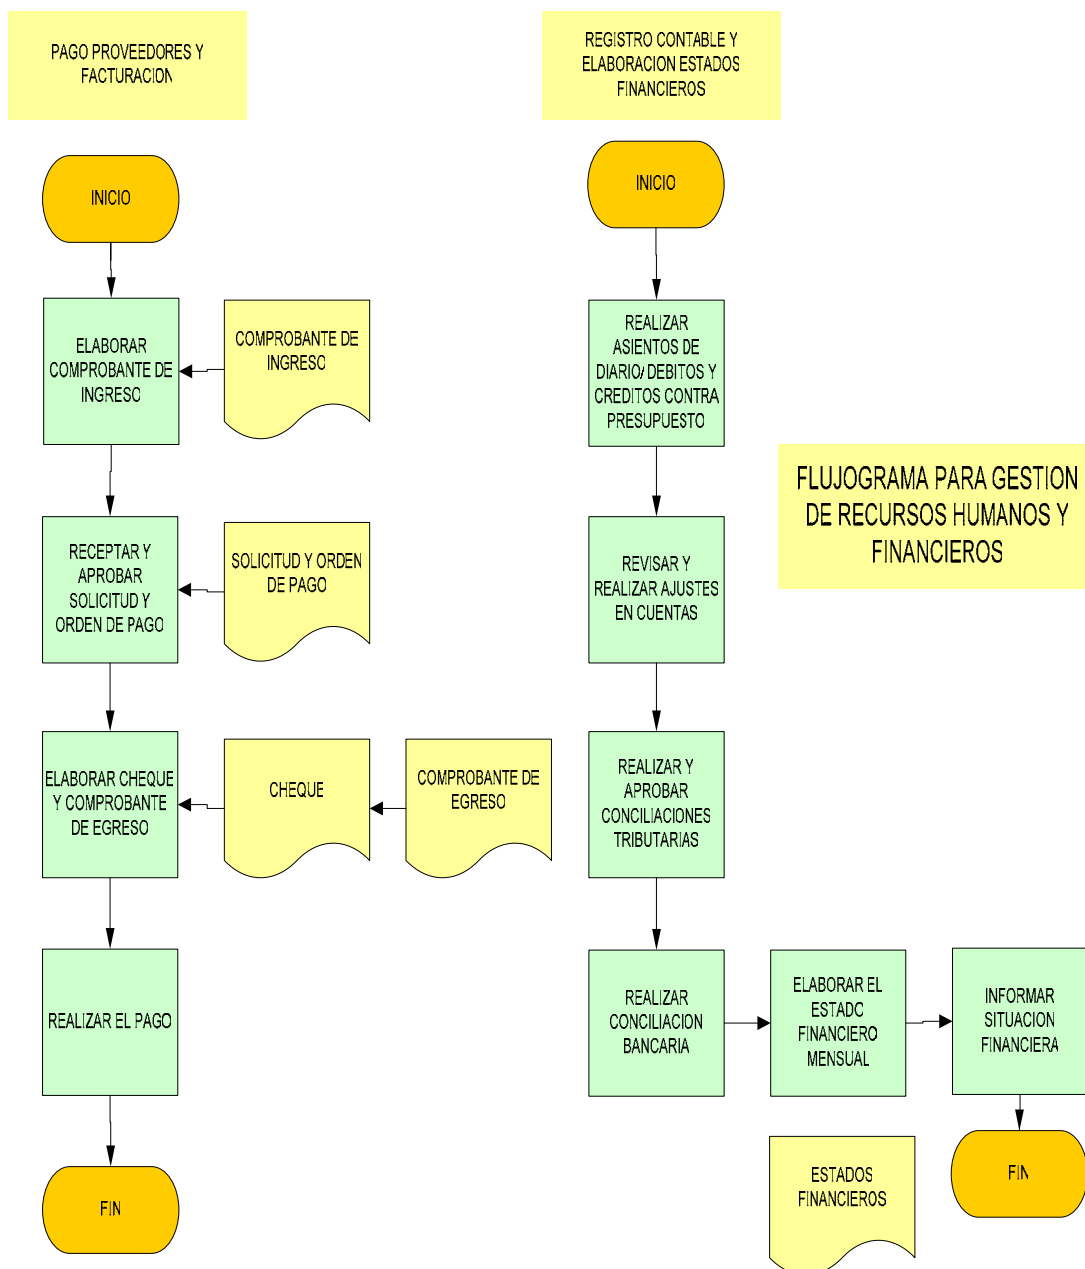 PAGO PROVEEDORES Y
FACTURACION
INICIO
ELABORAR
COMPROBANTE DE
INGRESO
COMPROBANTE DE
INGRESO
RECEPTAR Y
APROBAR
SOLICITUD Y
ORDEN DE PAGO
SOLICITUD Y ORDEN
DE PAGO
ELABORAR CHEQUE
Y COMPROBANTE
DE EGRESO
CHEQUE
COMPROBANTE DE
EGRESO
REALIZAR EL PAGO
FIN
REGISTRO CONTABLE Y
ELABORACION ESTADOS
FINANCIEROS
INICIO
REALIZAR
ASIENTOS DE
DIARIO/DEBITOS Y
CREDITOS CONTRA
PRESUPUESTO
REVISAR Y
REALIZAR AJUSTES
EN CUENTAS
REALIZAR Y
APROBAR
CONCILIACIONES
TRIBUTARIAS
REALIZAR
CONCILIACION
BANCARIA
ELABORAR EL
ESTADO
FINANCIERO
MENSUAL
INFORMAR
SITUACION
FINANCIERA
ESTADOS
FINANCIEROS
FIN
FLUJOGRAMA PARA GESTION
DE RECURSOS HUMANOS Y
FINANCIEROS